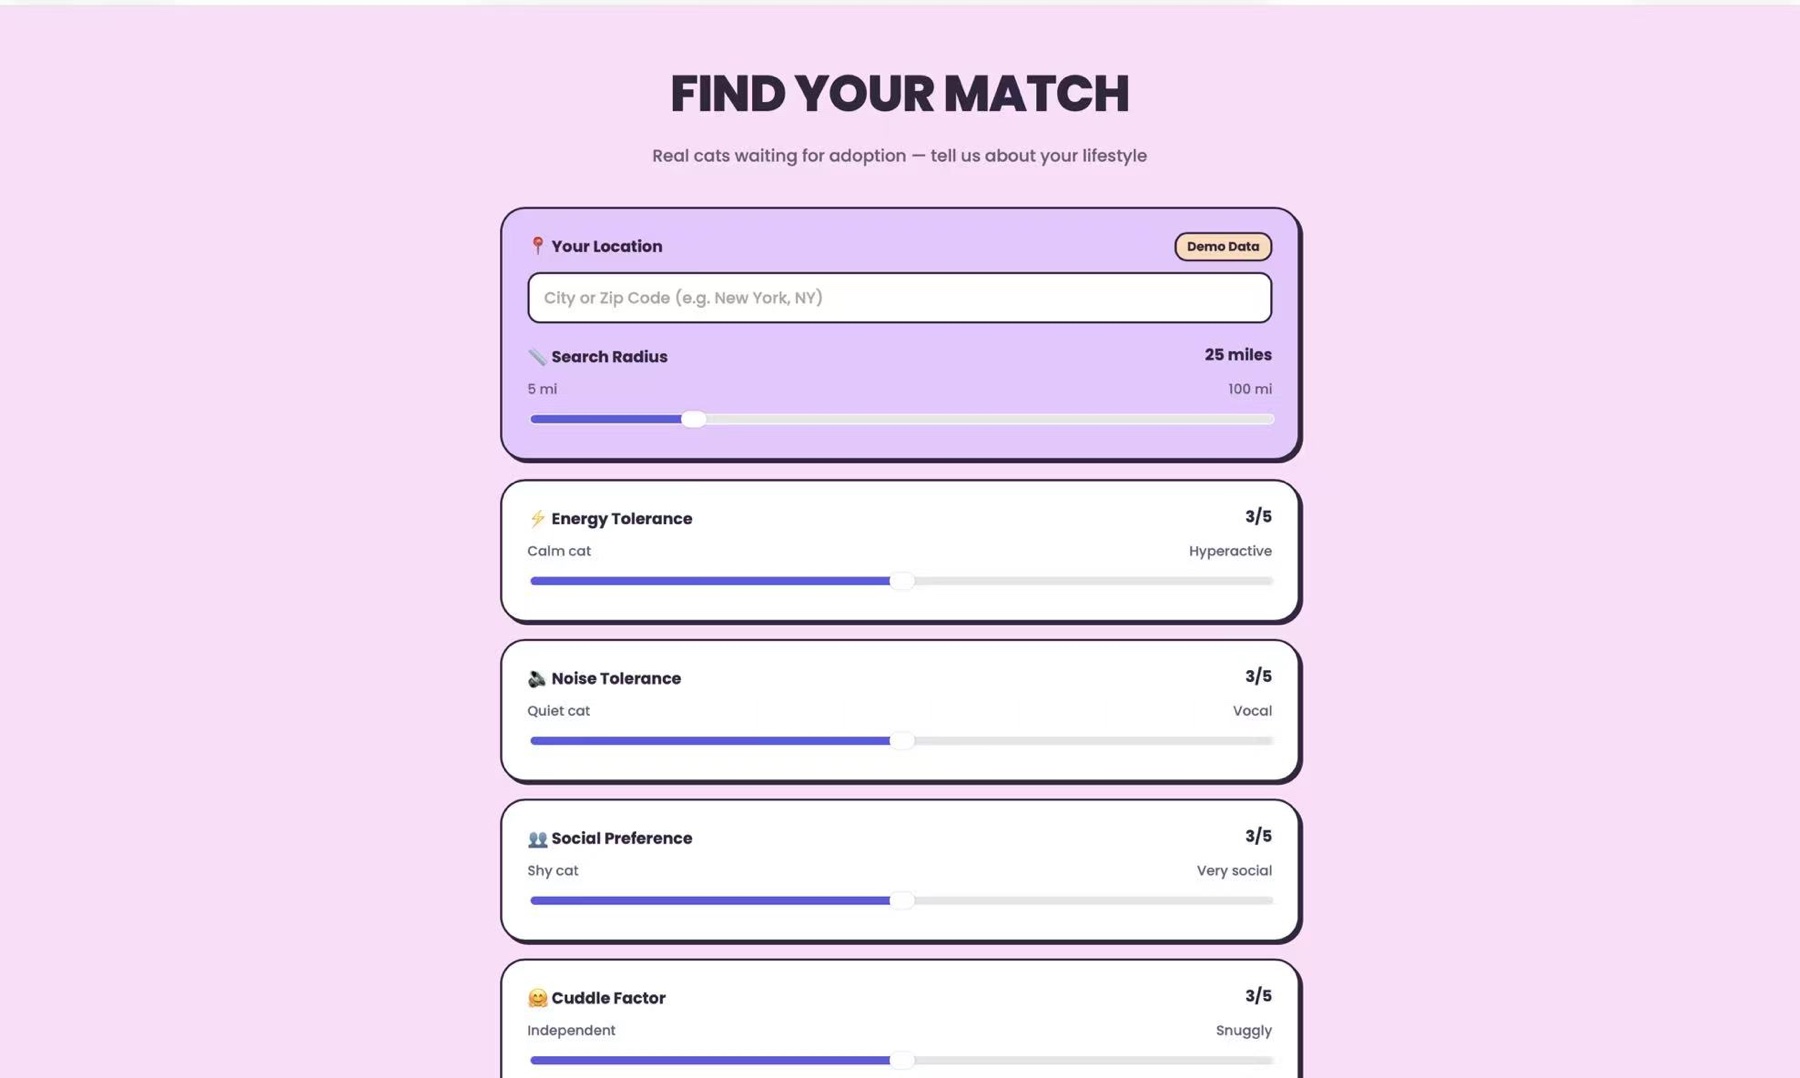 FIND YOUR MATCH
Real cats waiting for adoption — tell us about your lifestyle
Your Location
Demo Data
City or Zip Code (e.g. New York, NY)
Search Radius
25 miles
5 mi
100 mi
Energy Tolerance
3/5
Calm cat
Hyperactive
Noise Tolerance
3/5
Quiet cat
Vocal
Social Preference
3/5
Shy cat
Very social
Cuddle Factor
3/5
Independent
Snuggly